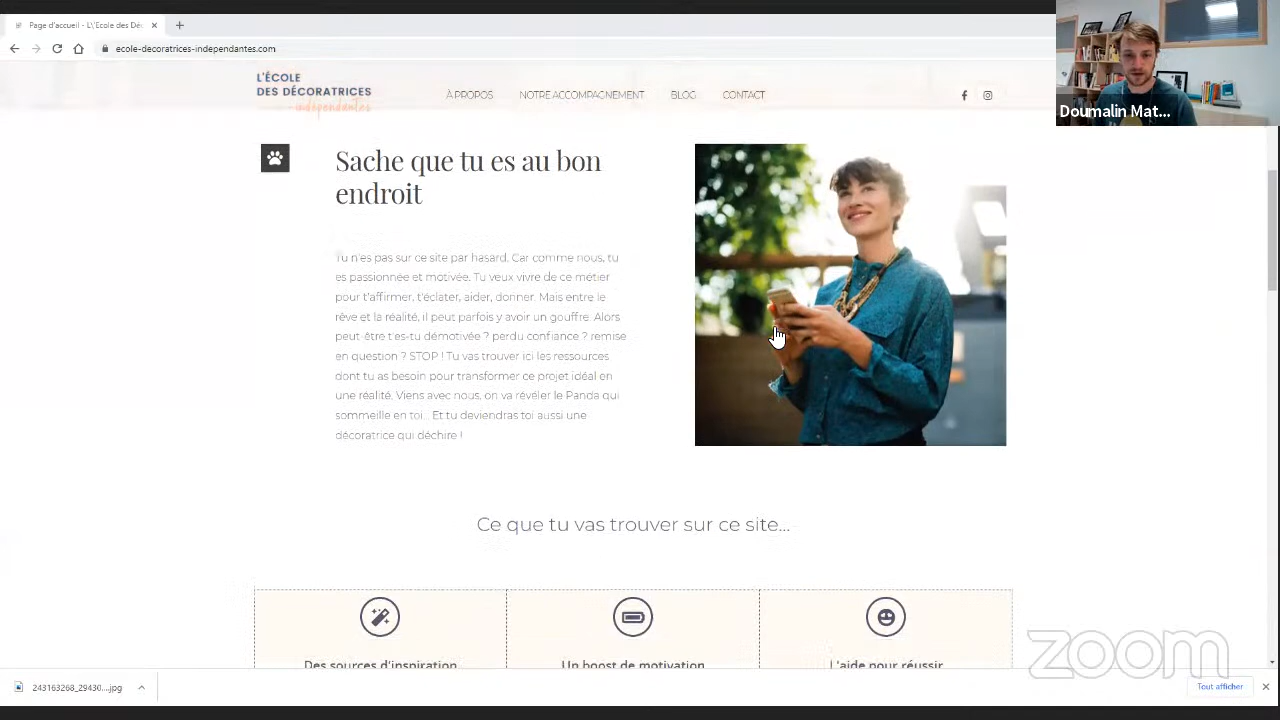 Page d'accueil - L\'Ecole des Déc
ecole-decoratrices-independantes.com
Doumalin Mat...
L'ÉCOLE
DES DÉCORATRICES
-indépendantes
À PROPOS
NOTRE ACCOMPAGNEMENT
BLOG
CONTACT
Sache que tu es au bon
endroit
Tu n'es pas sur ce site par hasard. Car comme nous, tu
es passionnée et motivée. Tu veux vivre de ce métier
pour t'affirmer, t'éclater, aider, donner. Mais entre le
rêve et la réalité, il peut parfois y avoir un gouffre. Alors
peut-être t'es-tu démotivée ? perdu confiance ? remise
en question ? STOP ! Tu vas trouver ici les ressources
dont tu as besoin pour transformer ce projet idéal en
une réalité. Viens avec nous, on va révéler le Panda qui
sommeille en toi... Et tu deviendras toi aussi une
décoratrice qui déchire !
Ce que tu vas trouver sur ce site...
Des sources d'inspiration
Un boost de motivation
L'aide pour réussir
zoom
243163268_29430....jpg
Tout afficher